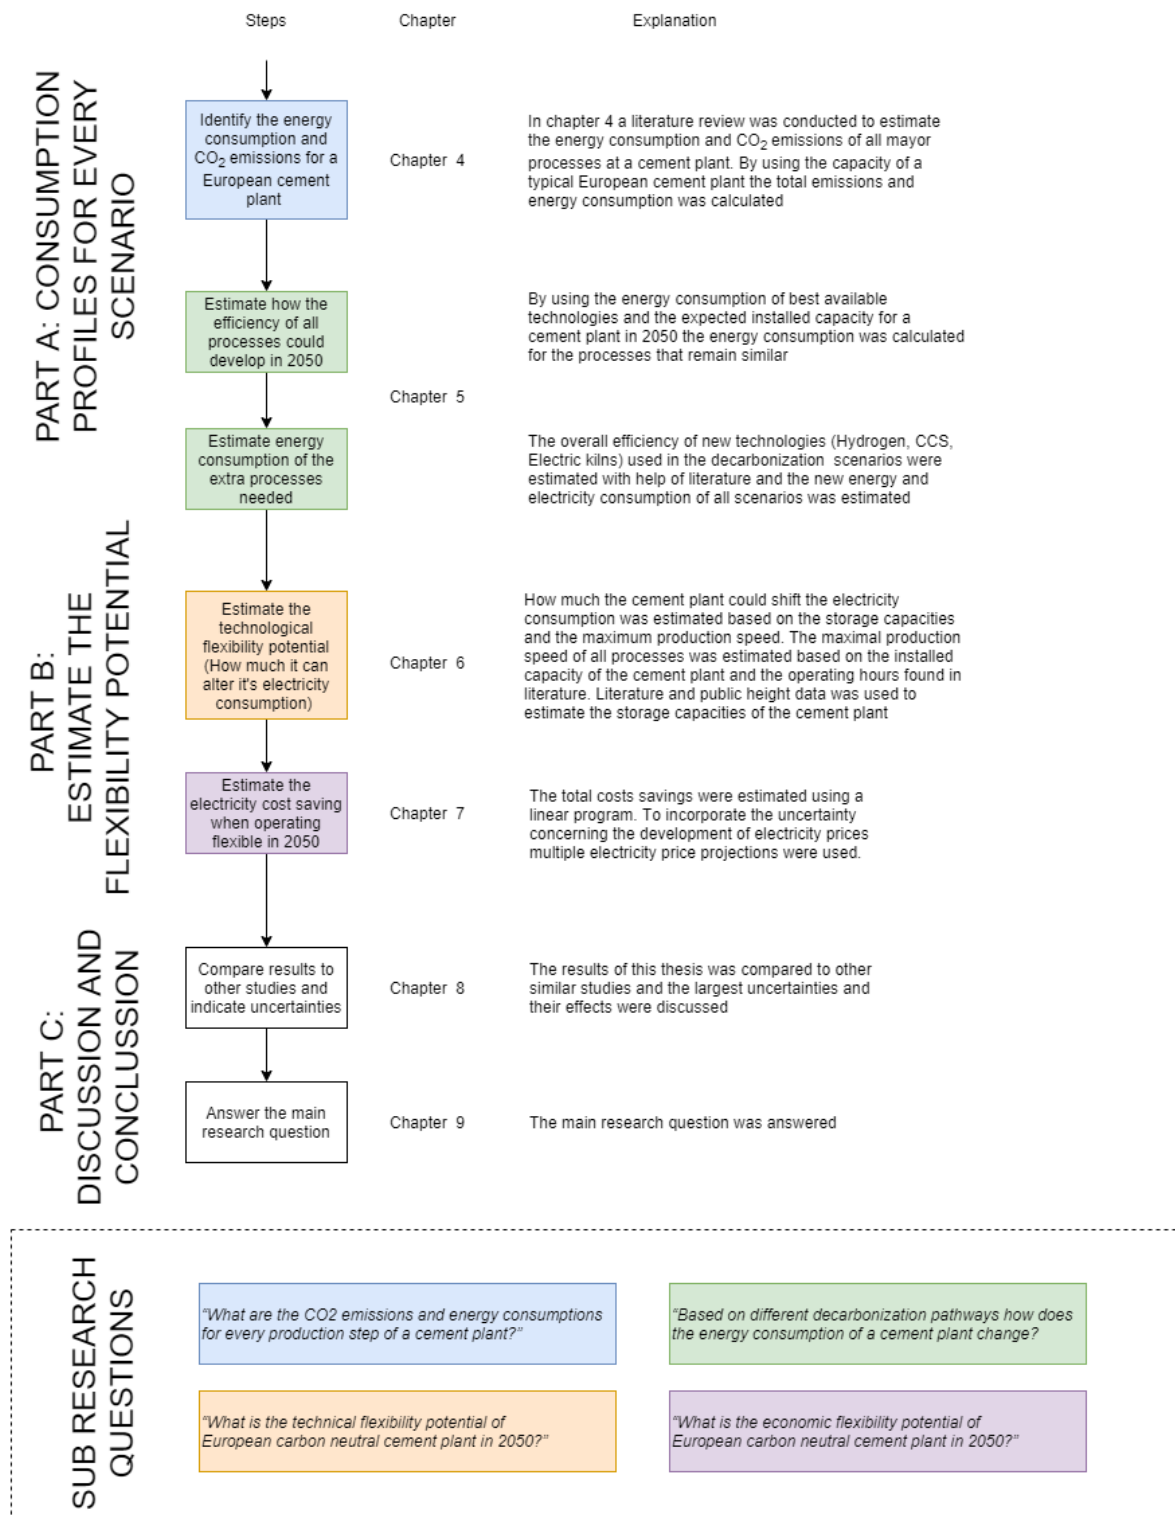 Steps
Chapter
Explanation
PART A: CONSUMPTION
PROFILES FOR EVERY
SCENARIO
Identify the energy
consumption and
CO₂ emissions for a
European cement
plant
Chapter 4
In chapter 4 a literature review was conducted to estimate
the energy consumption and CO₂ emissions of all mayor
processes at a cement plant. By using the capacity of a
typical European cement plant the total emissions and
energy consumption was calculated
Estimate how the
efficiency of all
processes could
develop in 2050
By using the energy consumption of best available
technologies and the expected installed capacity for a
cement plant in 2050 the energy consumption was calculated
for the processes that remain similar
Chapter 5
Estimate energy
consumption of the
extra processes
needed
The overall efficiency of new technologies (Hydrogen, CCS,
Electric kilns) used in the decarbonization scenarios were
estimated with help of literature and the new energy and
electricity consumption of all scenarios was estimated
PART B:
ESTIMATE THE
FLEXIBILITY POTENTIAL
Estimate the
technological
flexibility potential
(How much it can
alter it's electricity
consumption)
Chapter 6
How much the cement plant could shift the electricity
consumption was estimated based on the storage capacities
and the maximum production speed. The maximal production
speed of all processes was estimated based on the installed
capacity of the cement plant and the operating hours found in
literature. Literature and public height data was used to
estimate the storage capacities of the cement plant
Estimate the
electricity cost saving
when operating
flexible in 2050
Chapter 7
The total costs savings were estimated using a
linear program. To incorporate the uncertainty
concerning the development of electricity prices
multiple electricity price projections were used.
PART C:
DISCUSSION AND
CONCLUSSION
Compare results to
other studies and
indicate uncertainties
Chapter 8
The results of this thesis was compared to other
similar studies and the largest uncertainties and
their effects were discussed
Answer the main
research question
Chapter 9
The main research question was answered
SUB RESEARCH
QUESTIONS
"What are the CO2 emissions and energy consumptions
for every production step of a cement plant?"
"Based on different decarbonization pathways how does
the energy consumption of a cement plant change?
"What is the technical flexibility potential of
European carbon neutral cement plant in 2050?"
"What is the economic flexibility potential of
European carbon neutral cement plant in 2050?"